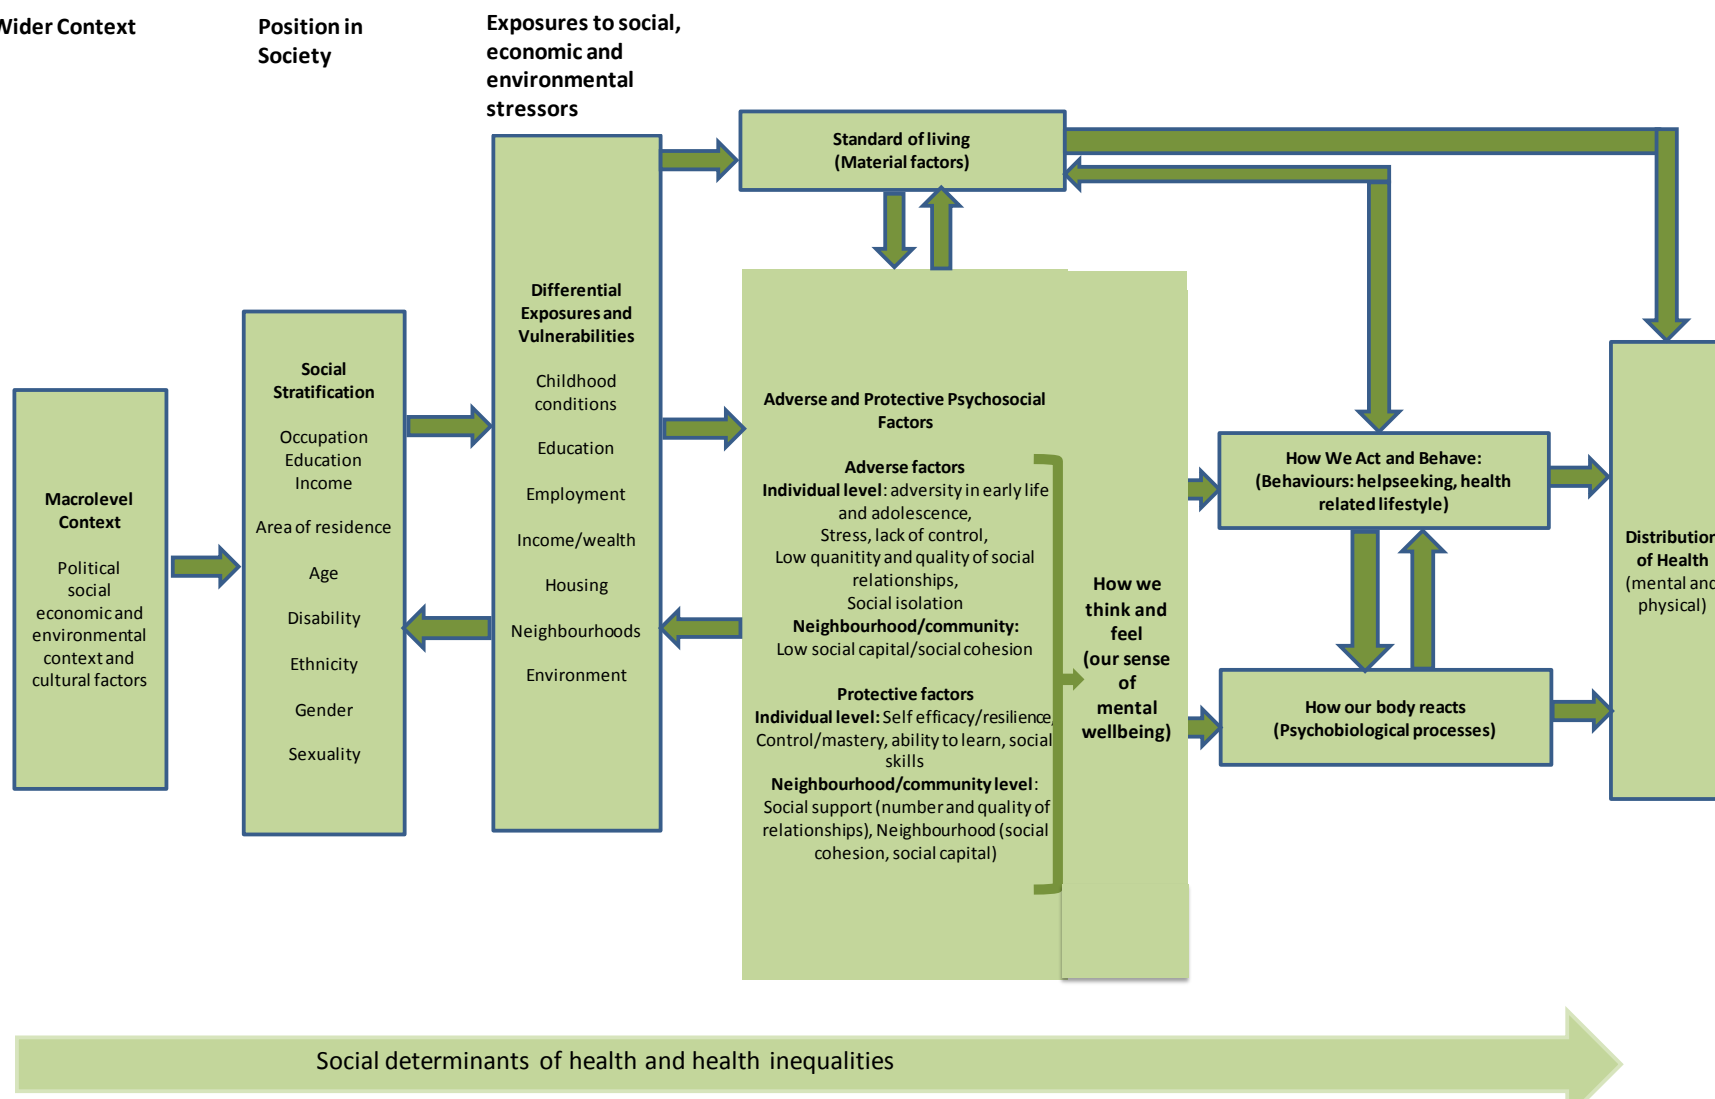 Wider Context
Position in
Society
Exposures to social,
economic and
environmental
stressors
Macrolevel
Context
Political
social
economic and
environmental
context and
cultural factors
Social
Stratification
Occupation
Education
Income
Area of residence
Age
Disability
Ethnicity
Gender
Sexuality
Differential
Exposures and
Vulnerabilities
Childhood
conditions
Education
Employment
Income/wealth
Housing
Neighbourhoods
Environment
Standard of living
(Material factors)
Adverse and Protective Psychosocial
Factors
Adverse factors
Individual level: adversity in early life
and adolescence,
Stress, lack of control,
Low quanitity and quality of social
relationships,
Social isolation
Neighbourhood/community:
Low social capital/social cohesion
Protective factors
Individual level: Self efficacy/resilience,
Control/mastery, ability to learn, social
skills
Neighbourhood/community level:
Social support (number and quality of
relationships), Neighbourhood (social
cohesion, social capital)
How we
think and
feel
(our sense
of
mental
wellbeing)
How We Act and Behave:
(Behaviours: helpseeking, health
related lifestyle)
How our body reacts
(Psychobiological processes)
Distribution
of Health
(mental and
physical)
Social determinants of health and health inequalities